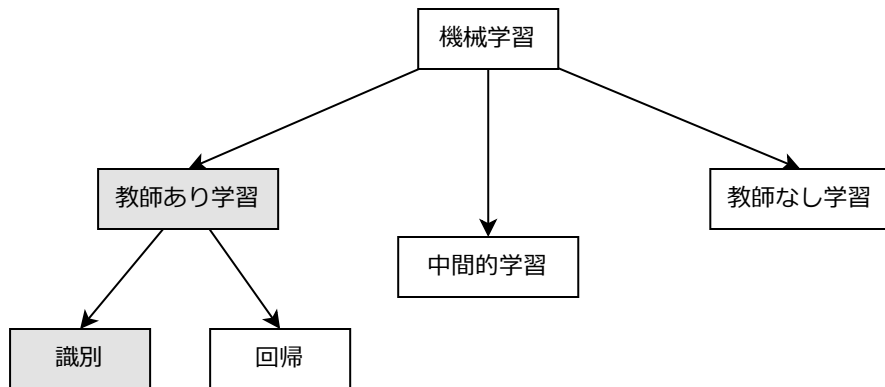 機械学習
教師あり学習
教師なし学習
中間的学習
識別
回帰